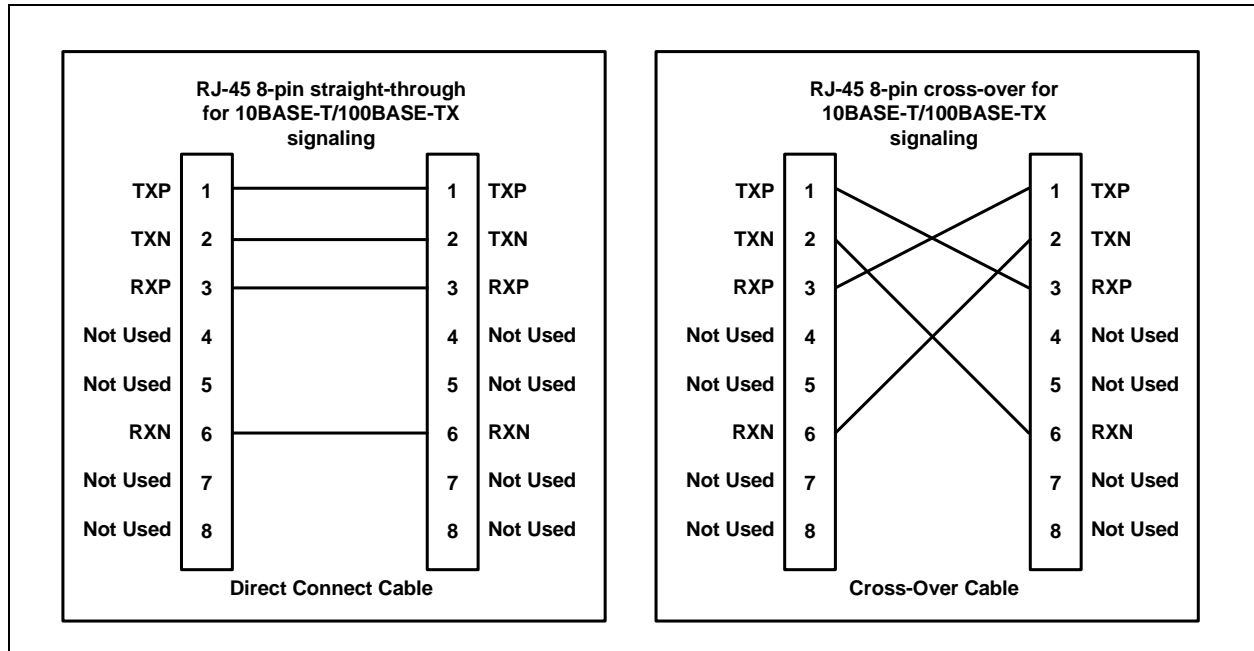 RJ-45 8-pin straight-through
for 10BASE-T/100BASE-TX
signaling
TXP 1 1 TXP
TXN 2 2 TXN
RXP 3 3 RXP
Not Used 4 4 Not Used
Not Used 5 5 Not Used
RXN 6 6 RXN
Not Used 7 7 Not Used
Not Used 8 8 Not Used
Direct Connect Cable
RJ-45 8-pin cross-over for
10BASE-T/100BASE-TX
signaling
TXP 1 1 TXP
TXN 2 2 TXN
RXP 3 3 RXP
Not Used 4 4 Not Used
Not Used 5 5 Not Used
RXN 6 6 RXN
Not Used 7 7 Not Used
Not Used 8 8 Not Used
Cross-Over Cable